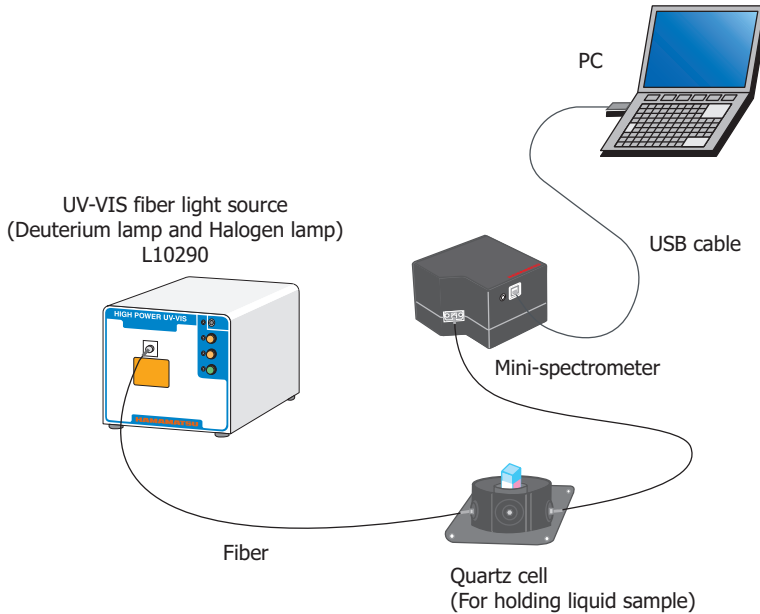 PC
UV-VIS fiber light source
(Deuterium lamp and Halogen lamp)
L10290
USB cable
HIGH POWER UV-VIS
Mini-spectrometer
HAMAMATSU
Fiber
Quartz cell
(For holding liquid sample)